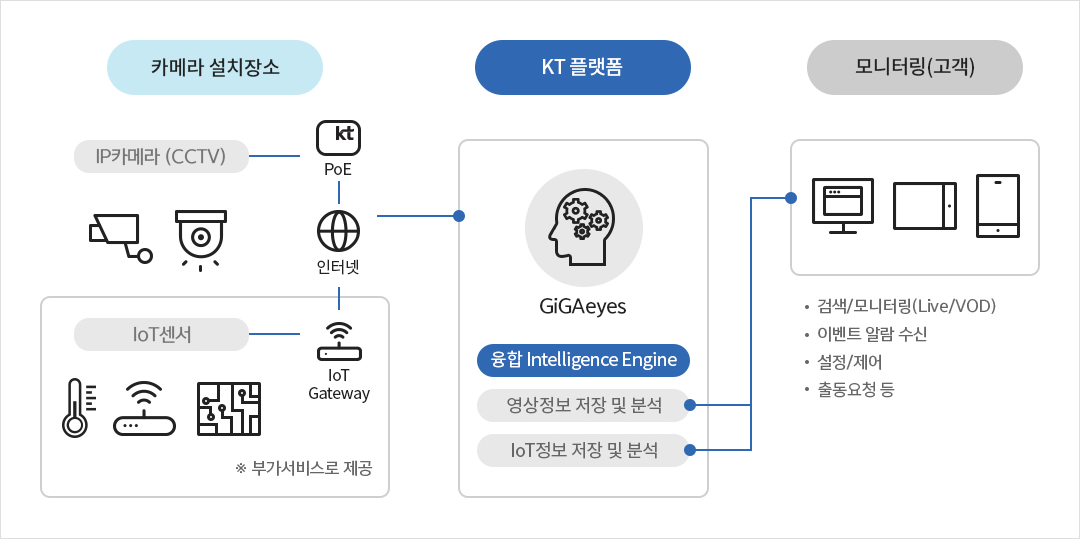 카메라 설치장소
KT 플랫폼
모니터링(고객)
kt
IP카메라 (CCTV)
PoE
인터넷
IoT센서
IoT
Gateway
※ 부가서비스로 제공
GiGAeyes
융합 Intelligence Engine
영상정보 저장 및 분석
IoT정보 저장 및 분석
• 검색/모니터링(Live/VOD)
• 이벤트 알람 수신
• 설정/제어
• 출동요청 등